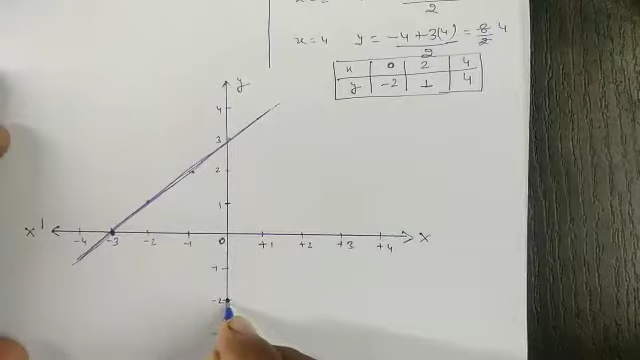 2
x=4 y = -4+3(4)/2 = 8/2 4
x 0 2 4
y -2 1 4
y
4
3
2
1
x' -4 -3 -2 -1 0 +1 +2 +3 +4 x
-1
-2